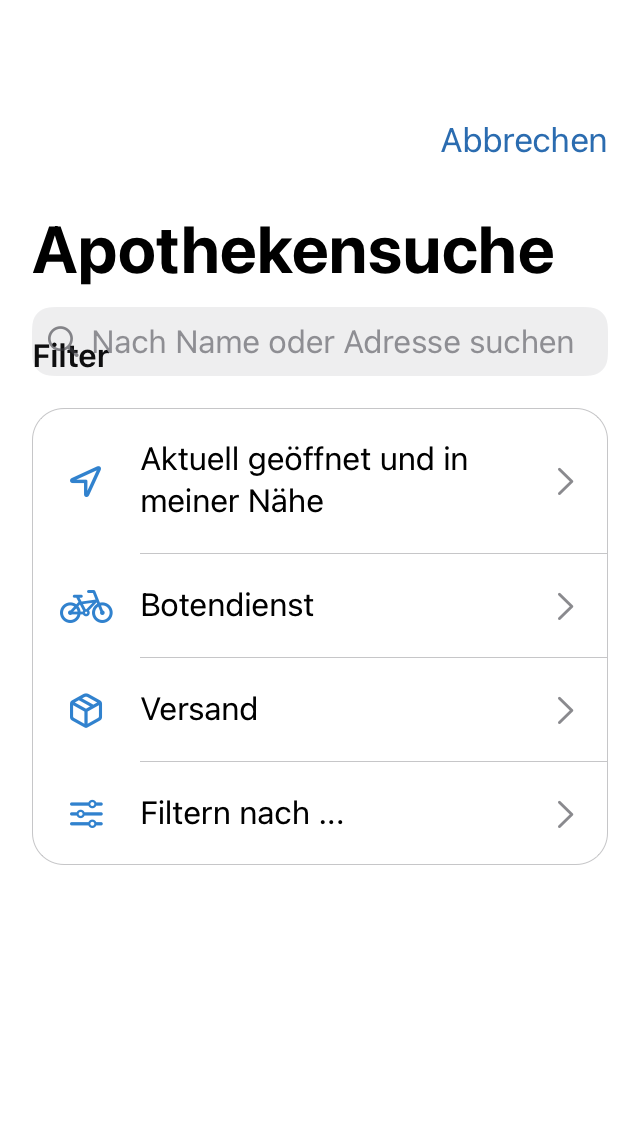 Abbrechen
Apothekensuche
Nach Name oder Adresse suchen
Filter
Aktuell geöffnet und in
meiner Nähe
Botendienst
Versand
Filtern nach ...